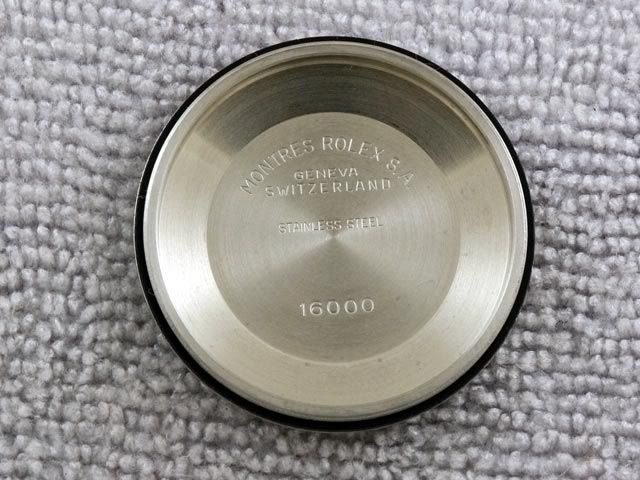 MONTRES ROLEX S.A.
GENEVA
SWITZERLAND
STAINLESS STEEL
16000